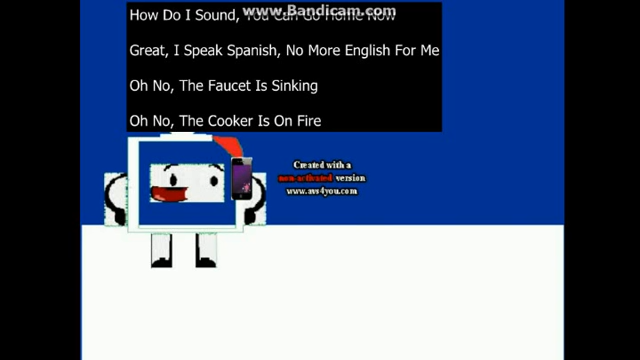 www.Bandicam.com
How Do I Sound, You Can Go Home Now
Great, I Speak Spanish, No More English For Me
Oh No, The Faucet Is Sinking
Oh No, The Cooker Is On Fire
Created with a
non-activated version
www.avs4you.com